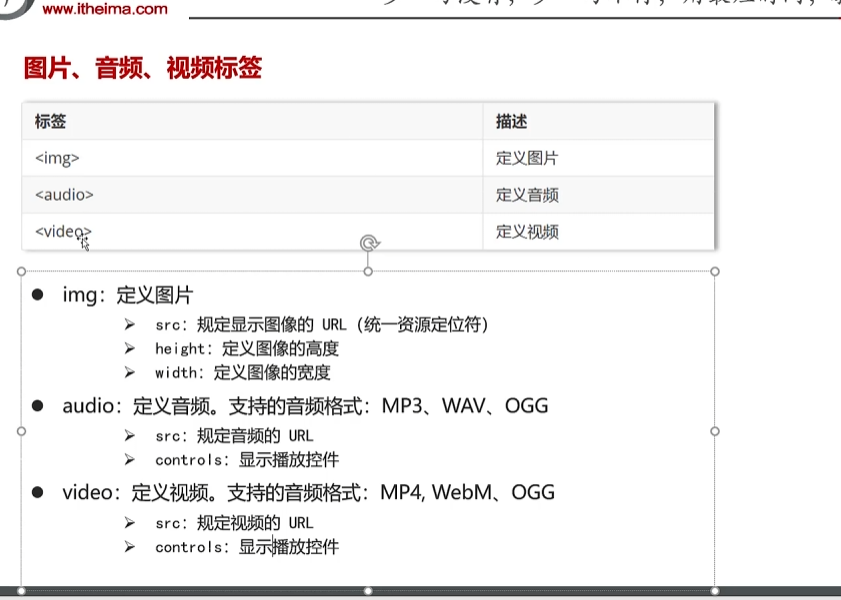 www.itheima.com
图片、音频、视频标签
标签 描述
<img> 定义图片
<audio> 定义音频
<video> 定义视频
● img：定义图片
➢ src：规定显示图像的 URL（统一资源定位符）
➢ height：定义图像的高度
➢ width：定义图像的宽度
● audio：定义音频。支持的音频格式：MP3、WAV、OGG
➢ src：规定音频的 URL
➢ controls：显示播放控件
● video：定义视频。支持的音频格式：MP4, WebM、OGG
➢ src：规定视频的 URL
➢ controls：显示播放控件